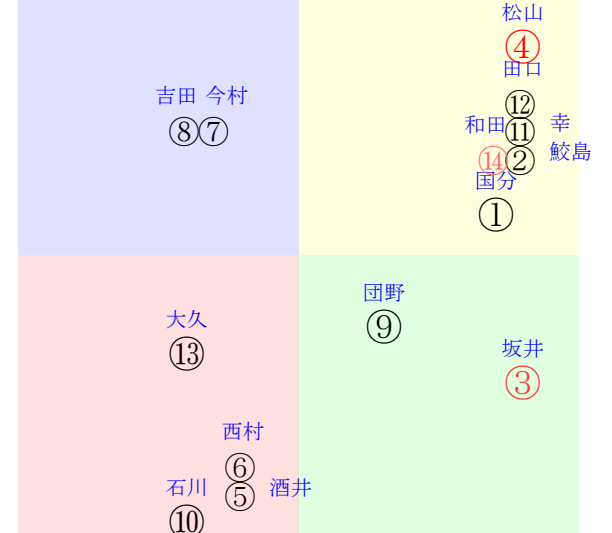 松山
④
田口
吉田 今村
⑫
和田 幸
⑧⑦ ⑪
鮫島
⑭②
国分
①
団野
大久
⑨
坂井
⑬
③
西村
⑥
石川 酒井
⑤
⑩